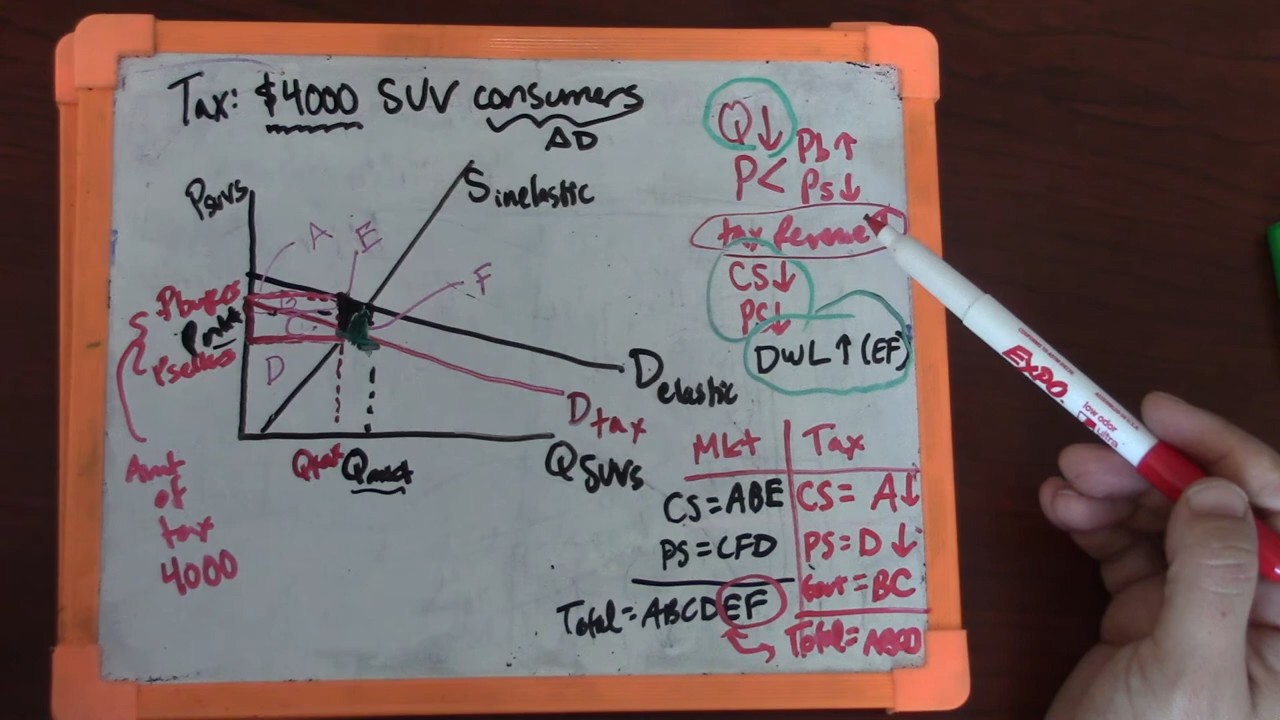 Tax: $4000 SUV consumers
ΔD
Psuvs
S inelastic
A
E
F
B
C
D
Pbuyers
Pmkt
Psellers
D elastic
D tax
Qtax Qmkt
Q SUVs
Amt
of
tax
4000
Q↓
P< Pb↑
Ps↓
tax Revenue
CS↓
PS↓
DWL↑ (EF)
Mkt Tax
CS=ABE CS= A↓
PS=CFD PS=D↓
Govt=BC
Total=ABCDEF Total=ABCD
EXPO
low odor
ultra